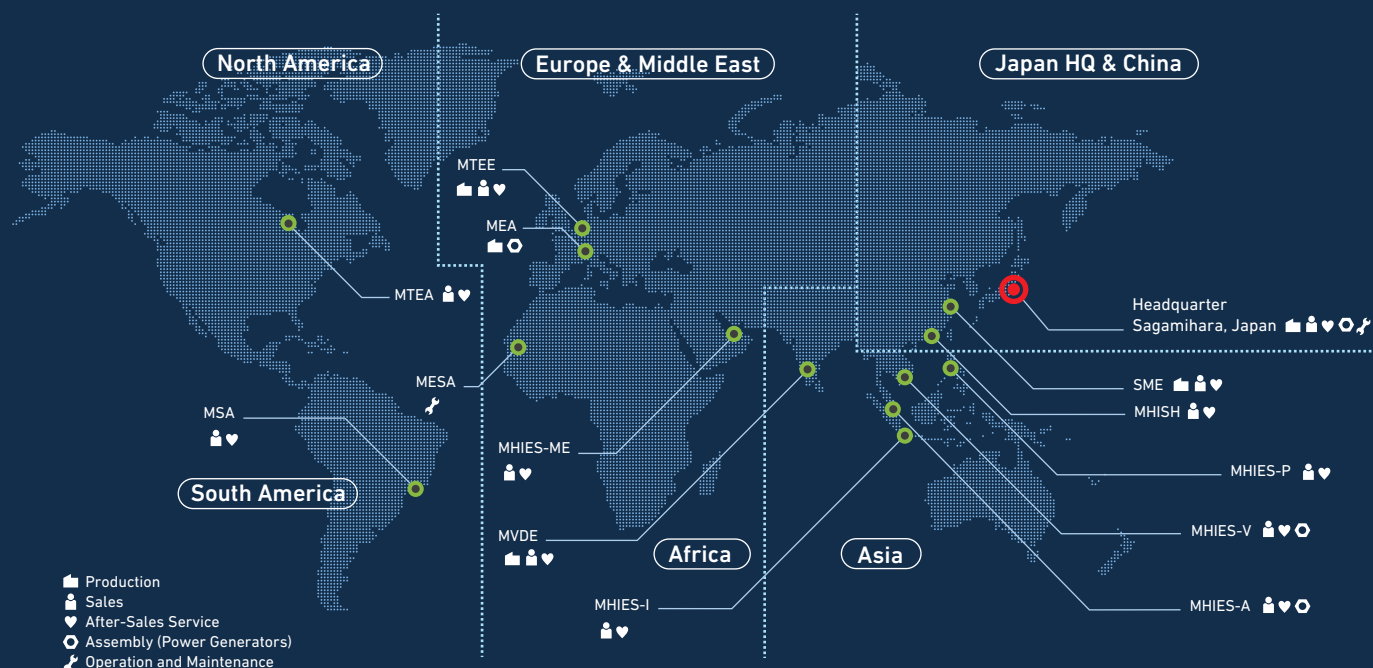 North America
Europe & Middle East
Japan HQ & China
MTEE
MEA
MTEA
Headquarter
Sagamihara, Japan
MESA
SME
MSA
MHISH
MHIES-ME
MHIES-P
South America
MVDE
MHIES-V
Africa
Asia
MHIES-I
MHIES-A
Production
Sales
After-Sales Service
Assembly (Power Generators)
Operation and Maintenance